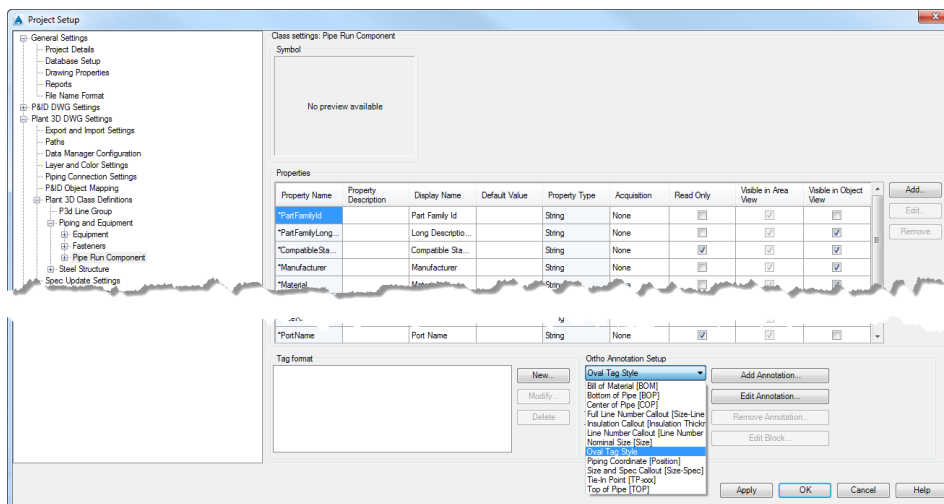 Project Setup
General Settings
Project Details
Database Setup
Drawing Properties
Reports
File Name Format
P&ID DWG Settings
Plant 3D DWG Settings
Export and Import Settings
Paths
Data Manager Configuration
Layer and Color Settings
Piping Connection Settings
P&ID Object Mapping
Plant 3D Class Definitions
P3d Line Group
Piping and Equipment
Equipment
Fasteners
Pipe Run Component
Steel Structure
Spec Update Settings
Class settings: Pipe Run Component
Symbol
No preview available
Properties
Property Name Property Description Display Name Default Value Property Type Acquisition Read Only Visible in Area View Visible in Object View
*PartFamilyId Part Family Id String None
*PartFamilyLong... Long Descriptio... String None
*CompatibleSta... Compatible Sta... String None
*Manufacturer Manufacturer String None
*Material String None
*PortName Port Name String None
Add...
Edit...
Remove
Tag format
New...
Modify...
Delete
Ortho Annotation Setup
Oval Tag Style
Bill of Material [BOM]
Bottom of Pipe [BOP]
Center of Pipe [COP]
Full Line Number Callout [Size-Line
Insulation Callout [Insulation Thickn
Line Number Callout [Line Number
Nominal Size [Size]
Oval Tag Style
Piping Coordinate [Position]
Size and Spec Callout [Size-Spec]
Tie-In Point [TP-xxx]
Top of Pipe [TOP]
Add Annotation...
Edit Annotation...
Remove Annotation...
Edit Block...
Apply OK Cancel Help